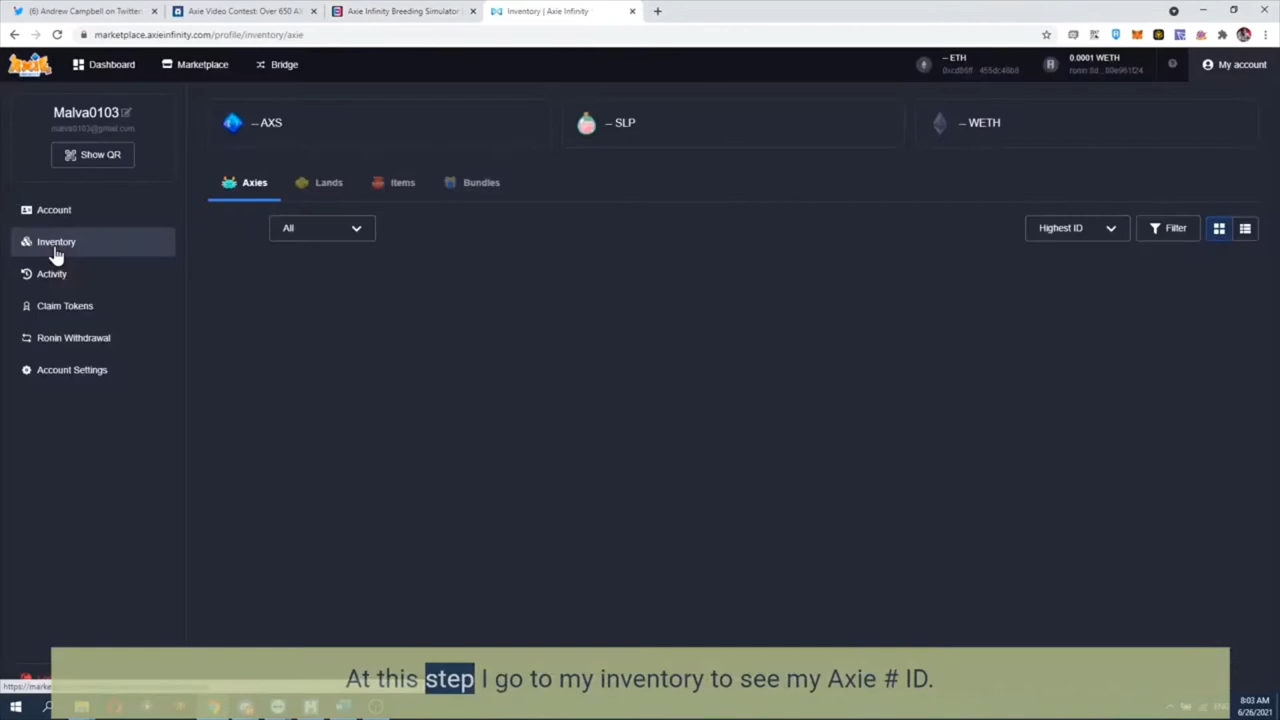 (6) Andrew Campbell on Twitter
Axie Video Contest: Over 650 AX
Axie Infinity Breeding Simulator
Inventory | Axie Infinity
marketplace.axieinfinity.com/profile/inventory/axie
Dashboard
Marketplace
Bridge
-- ETH
0.0001 WETH
My account
Malva0103
malva0103@gmail.com
Show QR
-- AXS
-- SLP
-- WETH
Axies
Lands
Items
Bundles
Account
Inventory
Activity
Claim Tokens
Ronin Withdrawal
Account Settings
All
Highest ID
Filter
At this step I go to my inventory to see my Axie # ID.
8:03 AM
6/26/2021